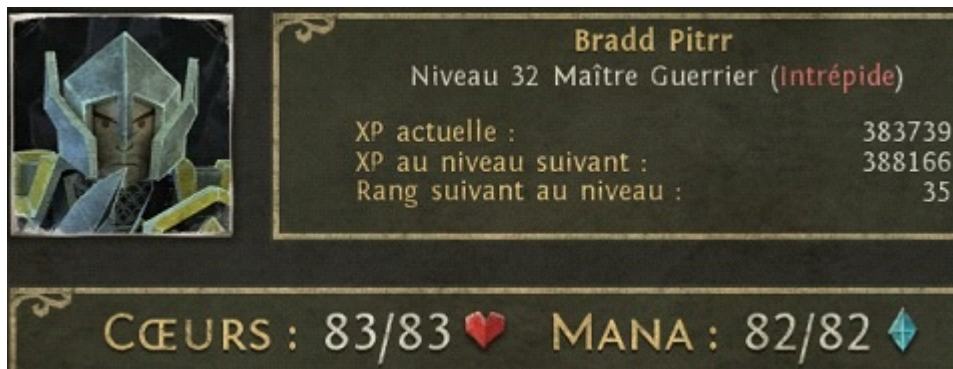 Bradd Pitrr
Niveau 32 Maître Guerrier (Intrépide)
XP actuelle : 383739
XP au niveau suivant : 388166
Rang suivant au niveau : 35
CŒURS : 83/83 MANA : 82/82